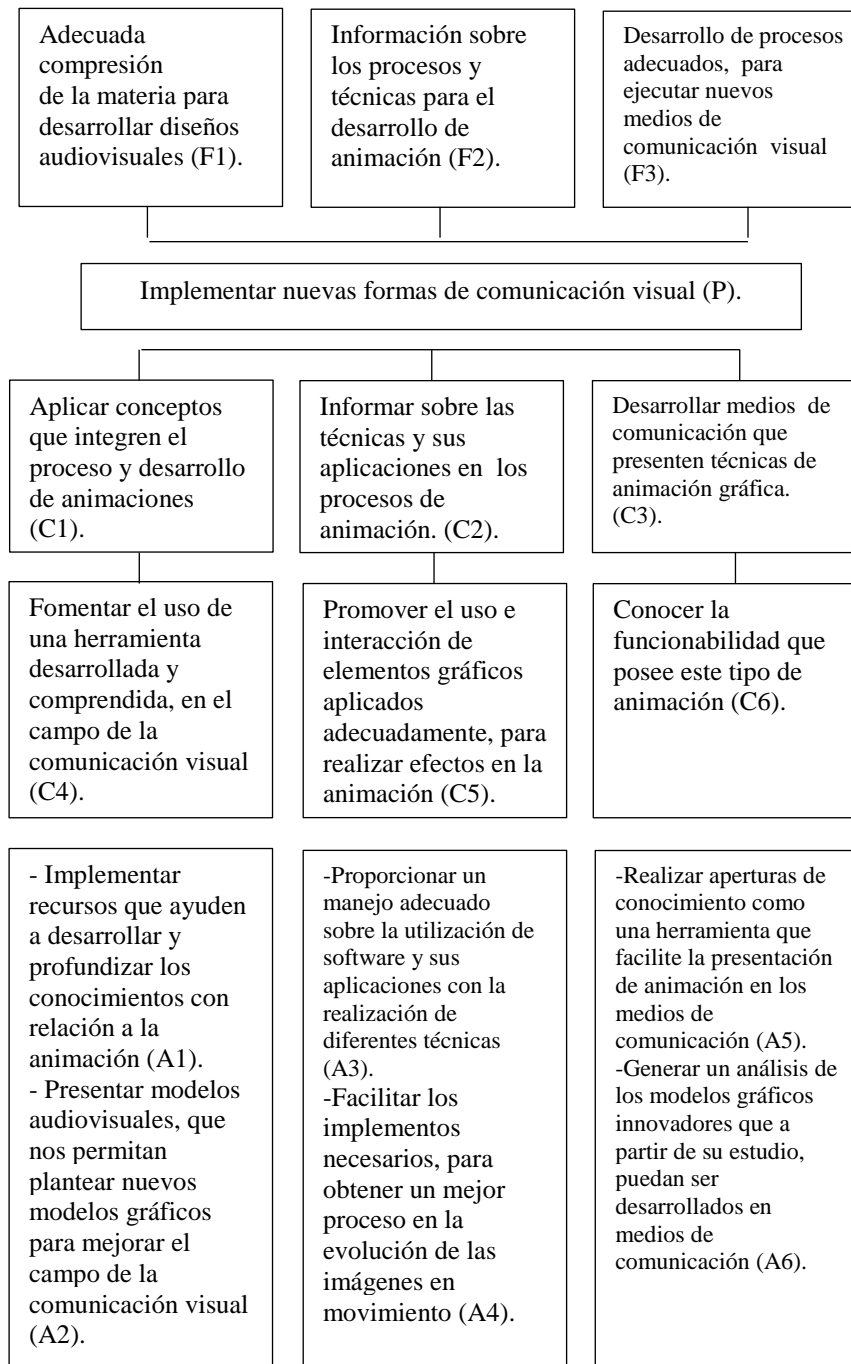 Adecuada
compresión
de la materia para
desarrollar diseños
audiovisuales (F1).
Información sobre
los procesos y
técnicas para el
desarrollo de
animación (F2).
Desarrollo de procesos
adecuados, para
ejecutar nuevos
medios de
comunicación visual
(F3).
Implementar nuevas formas de comunicación visual (P).
Aplicar conceptos
que integren el
proceso y desarrollo
de animaciones
(C1).
Informar sobre las
técnicas y sus
aplicaciones en los
procesos de
animación. (C2).
Desarrollar medios de
comunicación que
presenten técnicas de
animación gráfica.
(C3).
Fomentar el uso de
una herramienta
desarrollada y
comprendida, en el
campo de la
comunicación visual
(C4).
Promover el uso e
interacción de
elementos gráficos
aplicados
adecuadamente, para
realizar efectos en la
animación (C5).
Conocer la
funcionabilidad que
posee este tipo de
animación (C6).
- Implementar
recursos que ayuden
a desarrollar y
profundizar los
conocimientos con
relación a la
animación (A1).
- Presentar modelos
audiovisuales, que
nos permitan
plantear nuevos
modelos gráficos
para mejorar el
campo de la
comunicación visual
(A2).
-Proporcionar un
manejo adecuado
sobre la utilización de
software y sus
aplicaciones con la
realización de
diferentes técnicas
(A3).
-Facilitar los
implementos
necesarios, para
obtener un mejor
proceso en la
evolución de las
imágenes en
movimiento (A4).
-Realizar aperturas de
conocimiento como
una herramienta que
facilite la presentación
de animación en los
medios de
comunicación (A5).
-Generar un análisis de
los modelos gráficos
innovadores que a
partir de su estudio,
puedan ser
desarrollados en
medios de
comunicación (A6).